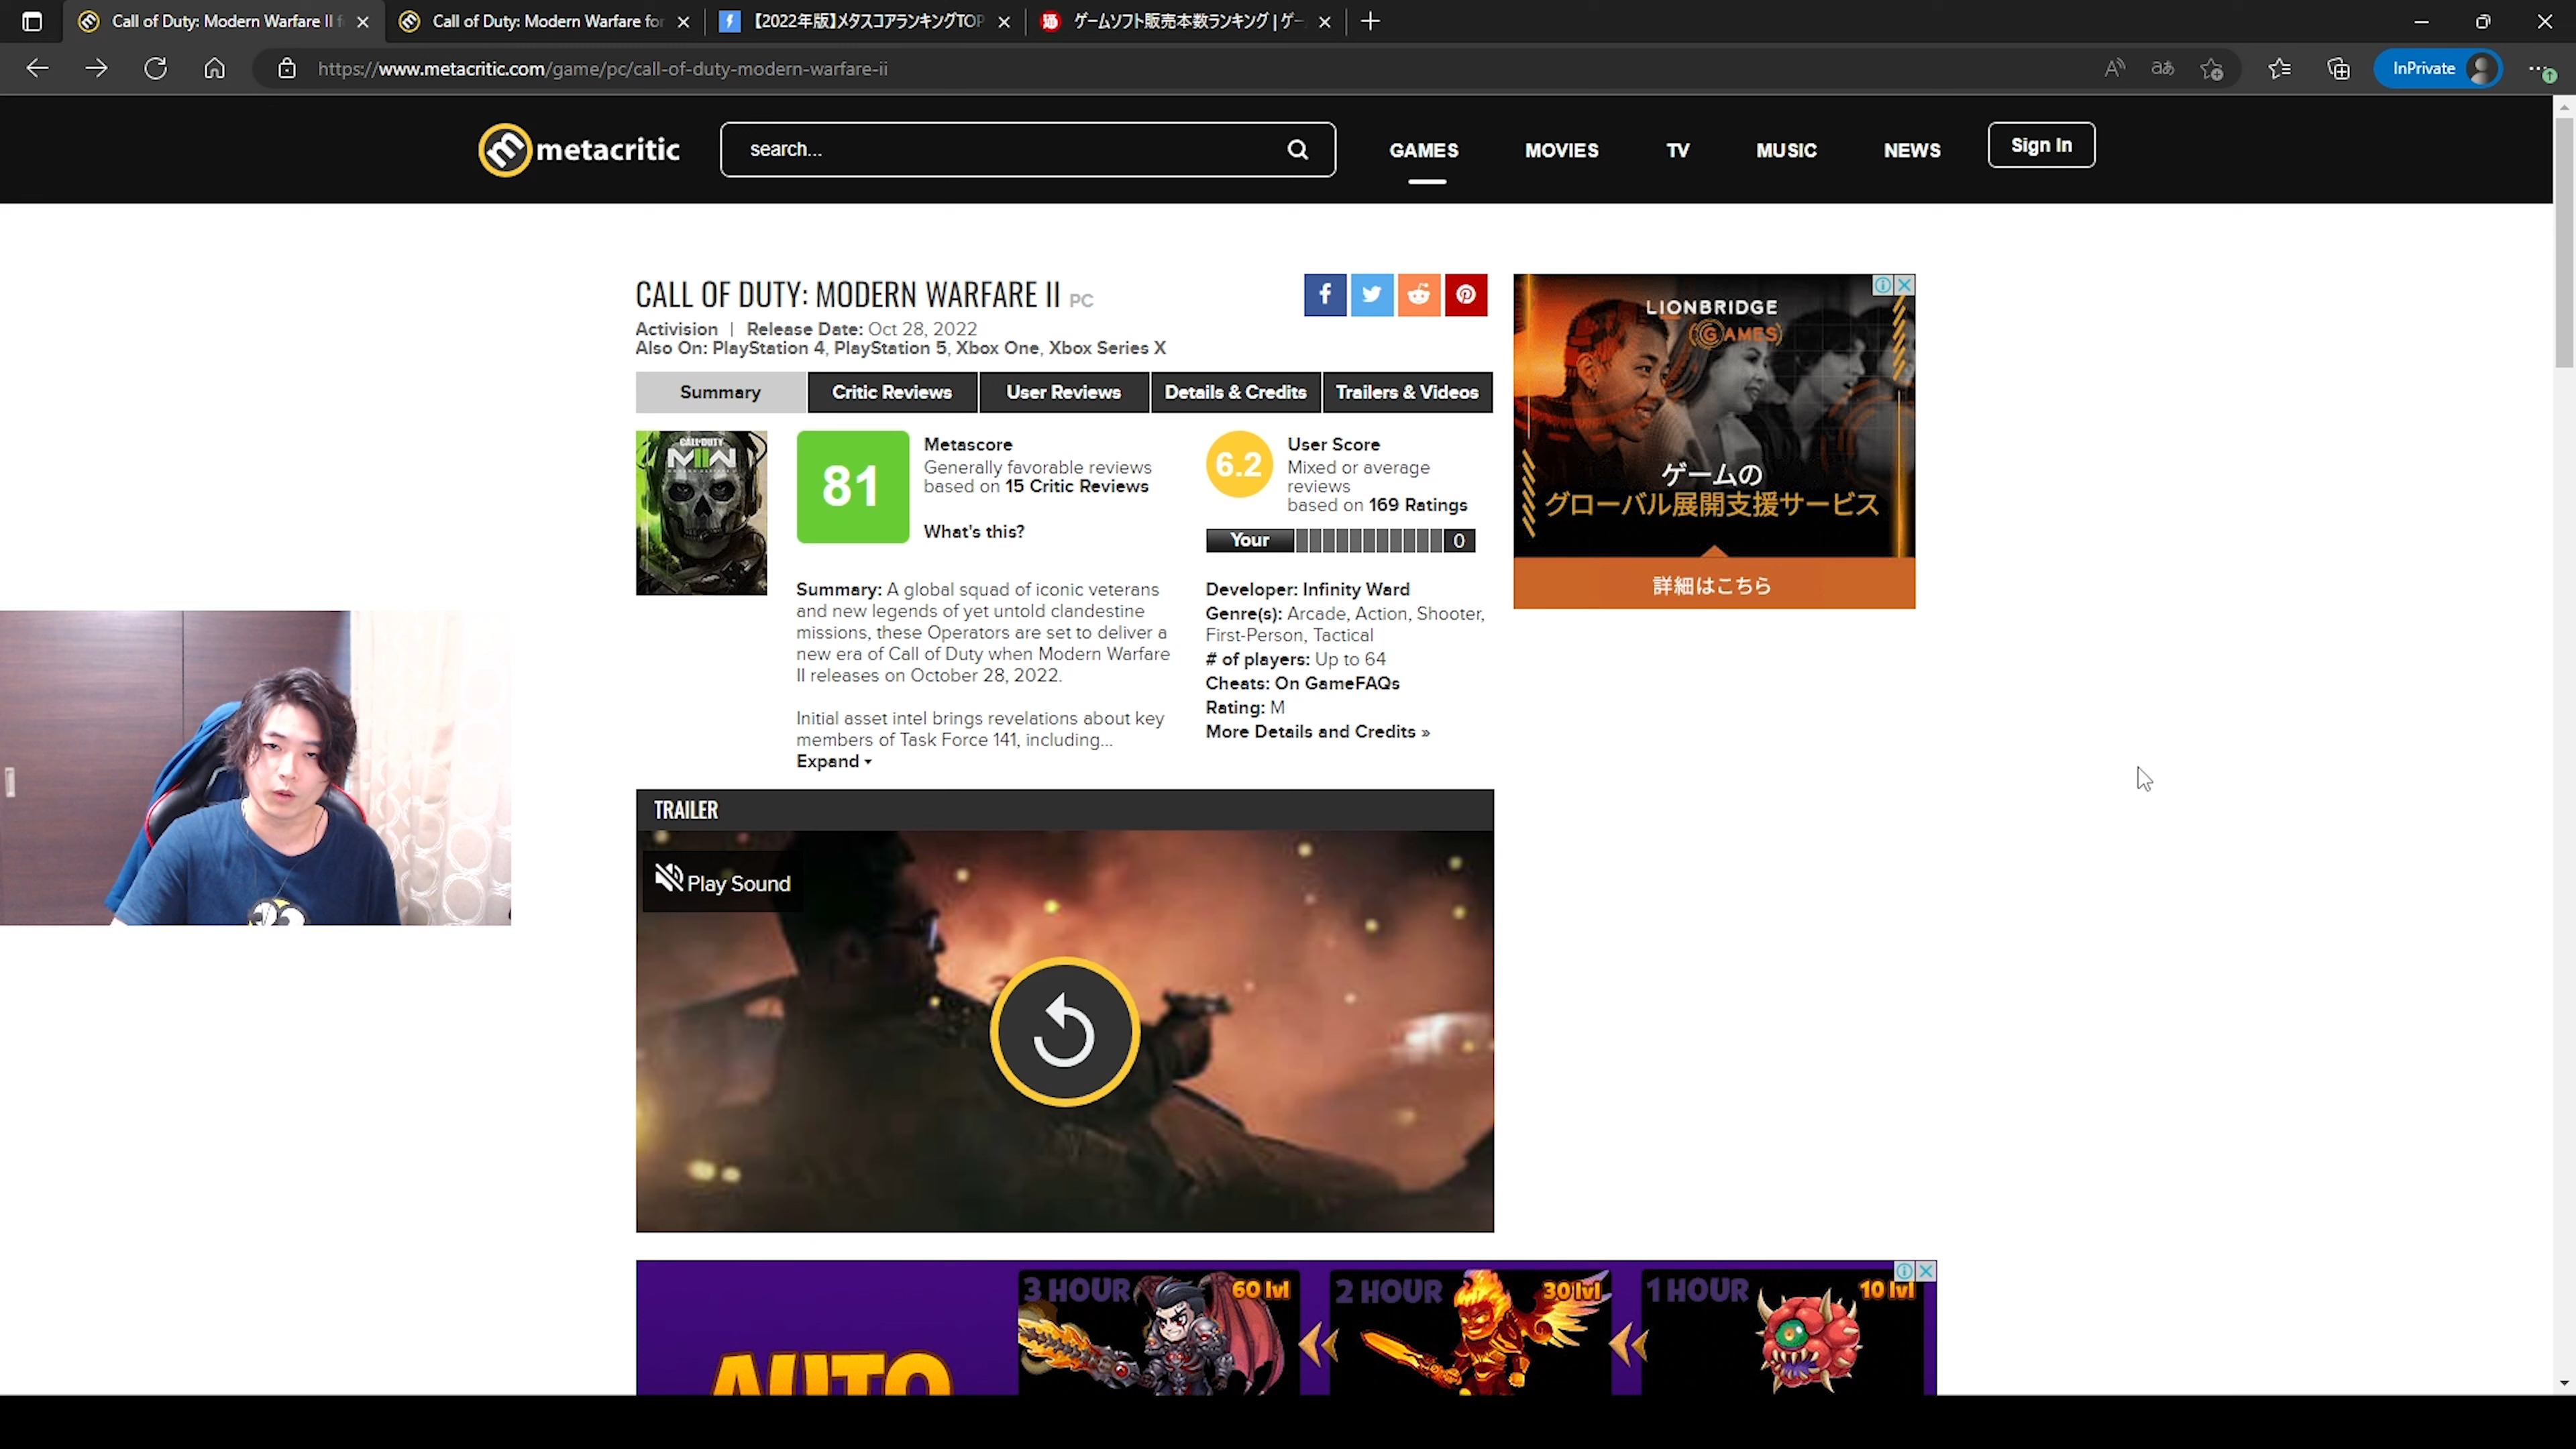 Call of Duty: Modern Warfare II f
Call of Duty: Modern Warfare for
【2022年版】メタスコアランキングTOP
ゲームソフト販売本数ランキング | ゲー
https://www.metacritic.com/game/pc/call-of-duty-modern-warfare-ii
InPrivate
metacritic
search...
GAMES
MOVIES
TV
MUSIC
NEWS
Sign In
CALL OF DUTY: MODERN WARFARE II PC
Activision | Release Date: Oct 28, 2022
Also On: PlayStation 4, PlayStation 5, Xbox One, Xbox Series X
Summary
Critic Reviews
User Reviews
Details & Credits
Trailers & Videos
CALL OF DUTY
MWII
81
Metascore
Generally favorable reviews
based on 15 Critic Reviews
What's this?
6.2
User Score
Mixed or average
reviews
based on 169 Ratings
Your
0
Summary: A global squad of iconic veterans
and new legends of yet untold clandestine
missions, these Operators are set to deliver a
new era of Call of Duty when Modern Warfare
II releases on October 28, 2022.
Initial asset intel brings revelations about key
members of Task Force 141, including...
Expand
Developer: Infinity Ward
Genre(s): Arcade, Action, Shooter,
First-Person, Tactical
# of players: Up to 64
Cheats: On GameFAQs
Rating: M
More Details and Credits »
LIONBRIDGE
GAMES
ゲームの
グローバル展開支援サービス
詳細はこちら
TRAILER
Play Sound
AUTO
3 HOUR
60 lvl
2 HOUR
30 lvl
1 HOUR
10 lvl